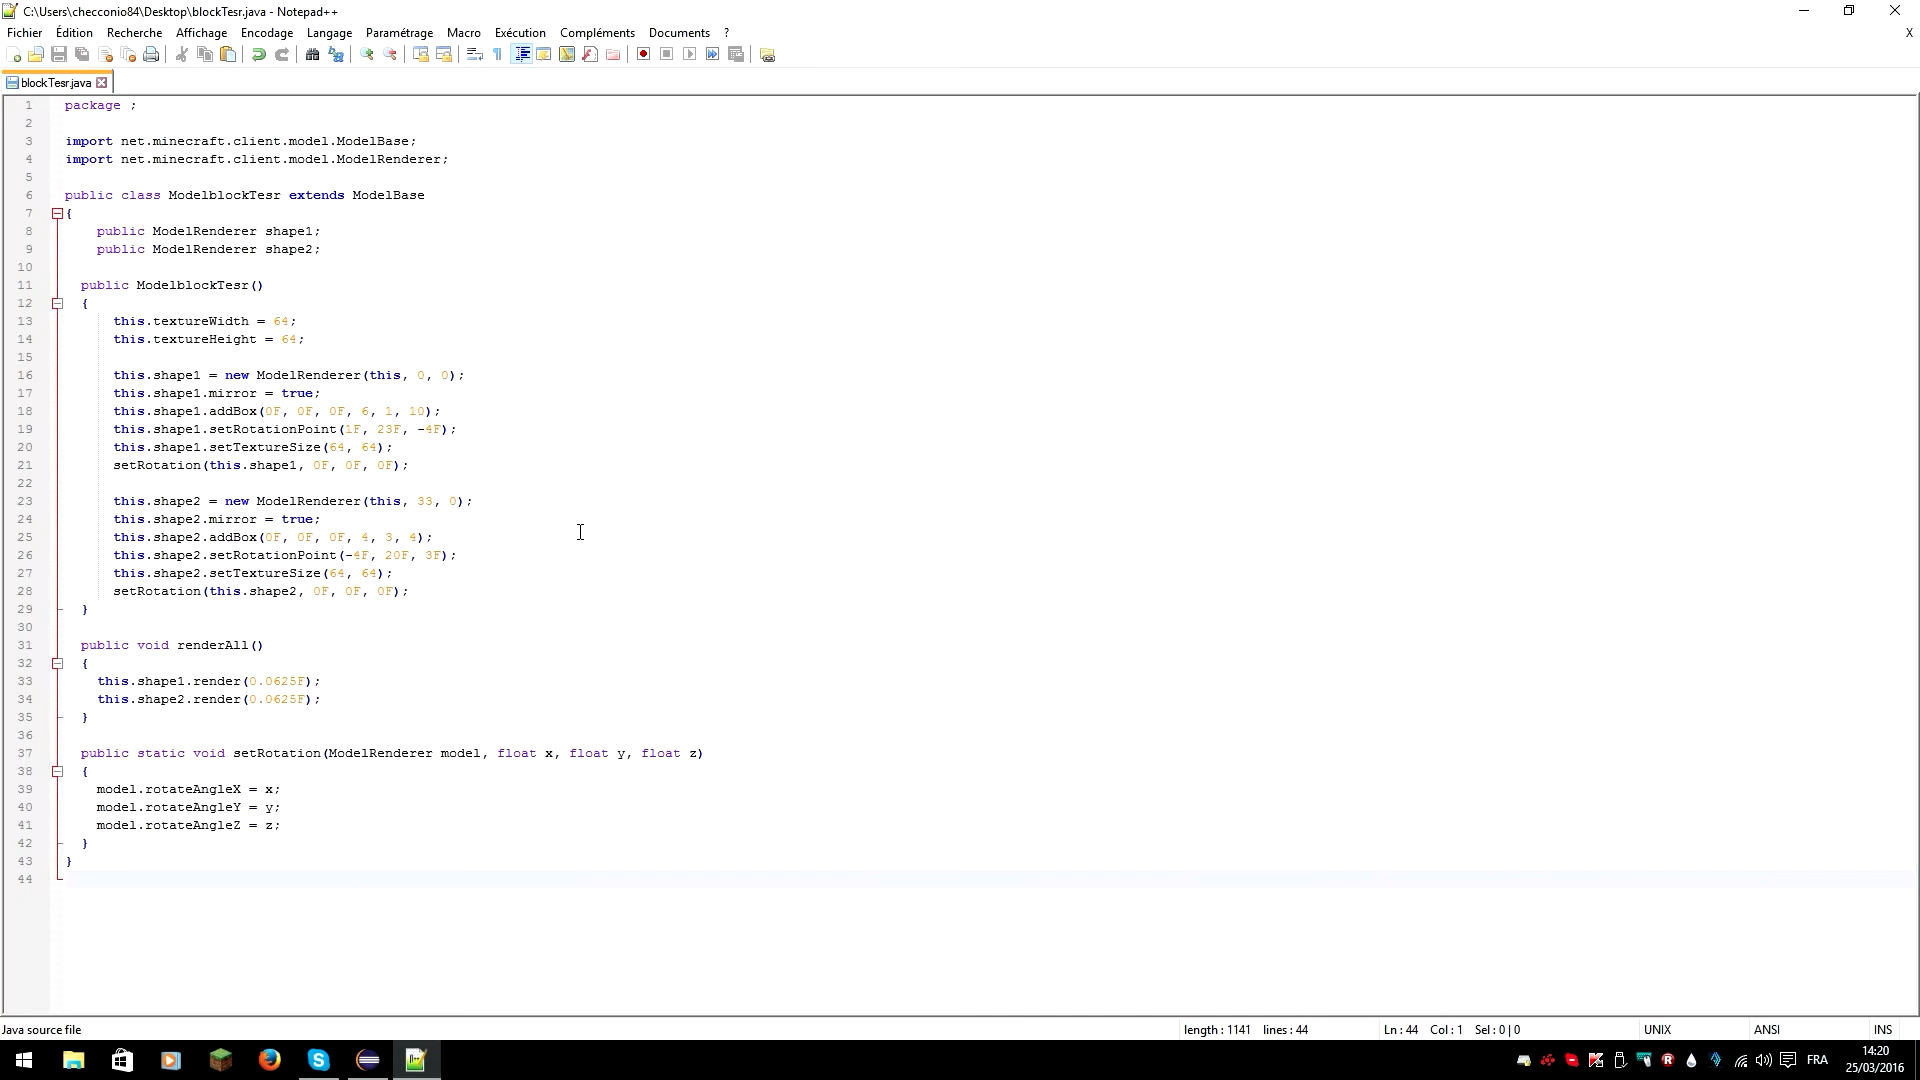 C:\Users\checconio84\Desktop\blockTesr.java - Notepad++
Fichier Édition Recherche Affichage Encodage Langage Paramétrage Macro Exécution Compléments Documents ? X
blockTesr.java
1 package ;
2
3 import net.minecraft.client.model.ModelBase;
4 import net.minecraft.client.model.ModelRenderer;
5
6 public class ModelblockTesr extends ModelBase
7 {
8 public ModelRenderer shape1;
9 public ModelRenderer shape2;
10
11 public ModelblockTesr()
12 {
13 this.textureWidth = 64;
14 this.textureHeight = 64;
15
16 this.shape1 = new ModelRenderer(this, 0, 0);
17 this.shape1.mirror = true;
18 this.shape1.addBox(0F, 0F, 0F, 6, 1, 10);
19 this.shape1.setRotationPoint(1F, 23F, -4F);
20 this.shape1.setTextureSize(64, 64);
21 setRotation(this.shape1, 0F, 0F, 0F);
22
23 this.shape2 = new ModelRenderer(this, 33, 0);
24 this.shape2.mirror = true;
25 this.shape2.addBox(0F, 0F, 0F, 4, 3, 4);
26 this.shape2.setRotationPoint(-4F, 20F, 3F);
27 this.shape2.setTextureSize(64, 64);
28 setRotation(this.shape2, 0F, 0F, 0F);
29 }
30
31 public void renderAll()
32 {
33 this.shape1.render(0.0625F);
34 this.shape2.render(0.0625F);
35 }
36
37 public static void setRotation(ModelRenderer model, float x, float y, float z)
38 {
39 model.rotateAngleX = x;
40 model.rotateAngleY = y;
41 model.rotateAngleZ = z;
42 }
43 }
44
Java source file length : 1141 lines : 44 Ln : 44 Col : 1 Sel : 0 | 0 UNIX ANSI INS
FRA 14:20
25/03/2016